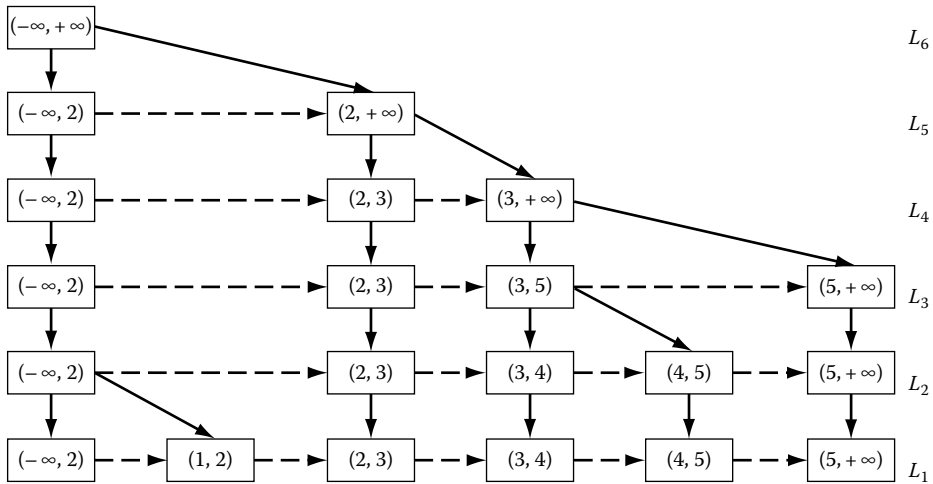 (−∞, +∞) L6
(−∞, 2) (2, +∞) L5
(−∞, 2) (2, 3) (3, +∞) L4
(−∞, 2) (2, 3) (3, 5) (5, +∞) L3
(−∞, 2) (2, 3) (3, 4) (4, 5) (5, +∞) L2
(−∞, 2) (1, 2) (2, 3) (3, 4) (4, 5) (5, +∞) L1